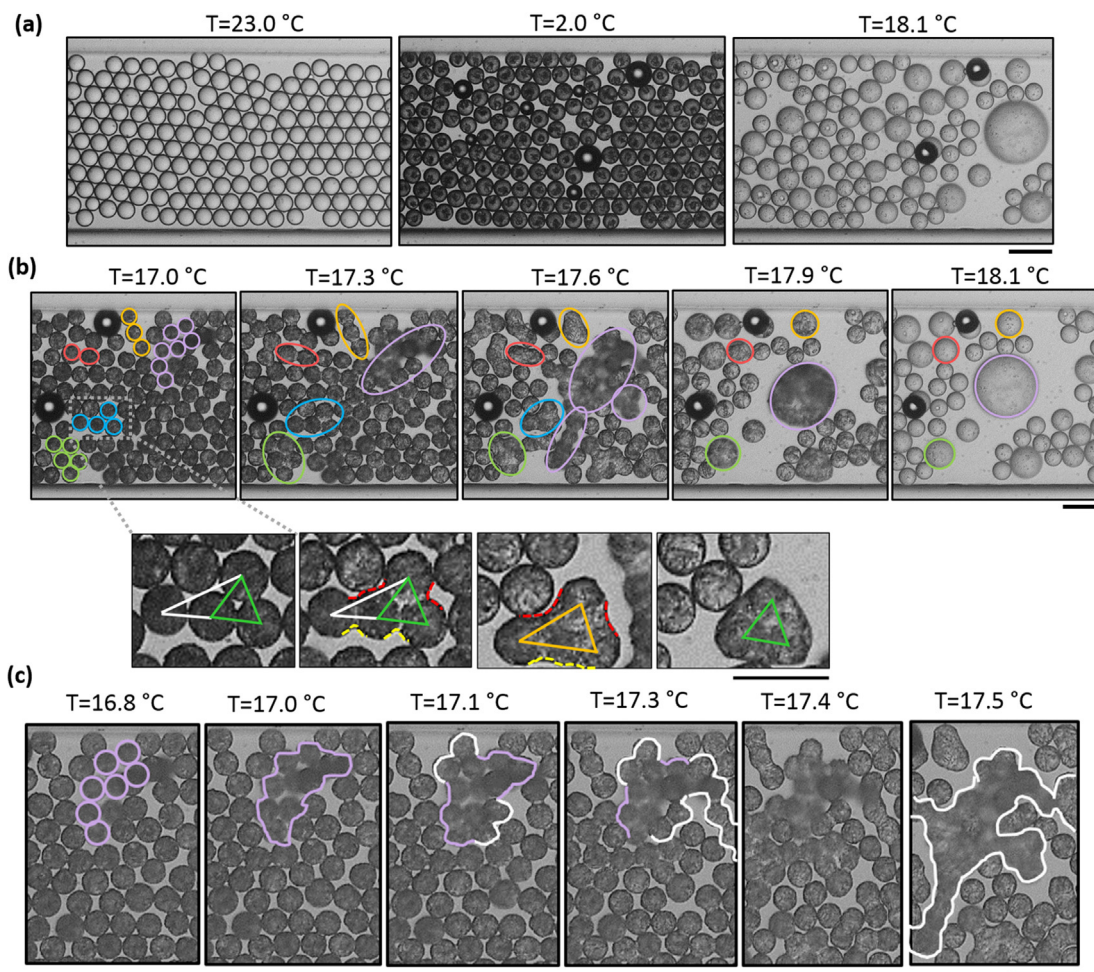 (a)
T=23.0 °C
T=2.0 °C
T=18.1 °C
(b)
T=17.0 °C
T=17.3 °C
T=17.6 °C
T=17.9 °C
T=18.1 °C
(c)
T=16.8 °C
T=17.0 °C
T=17.1 °C
T=17.3 °C
T=17.4 °C
T=17.5 °C